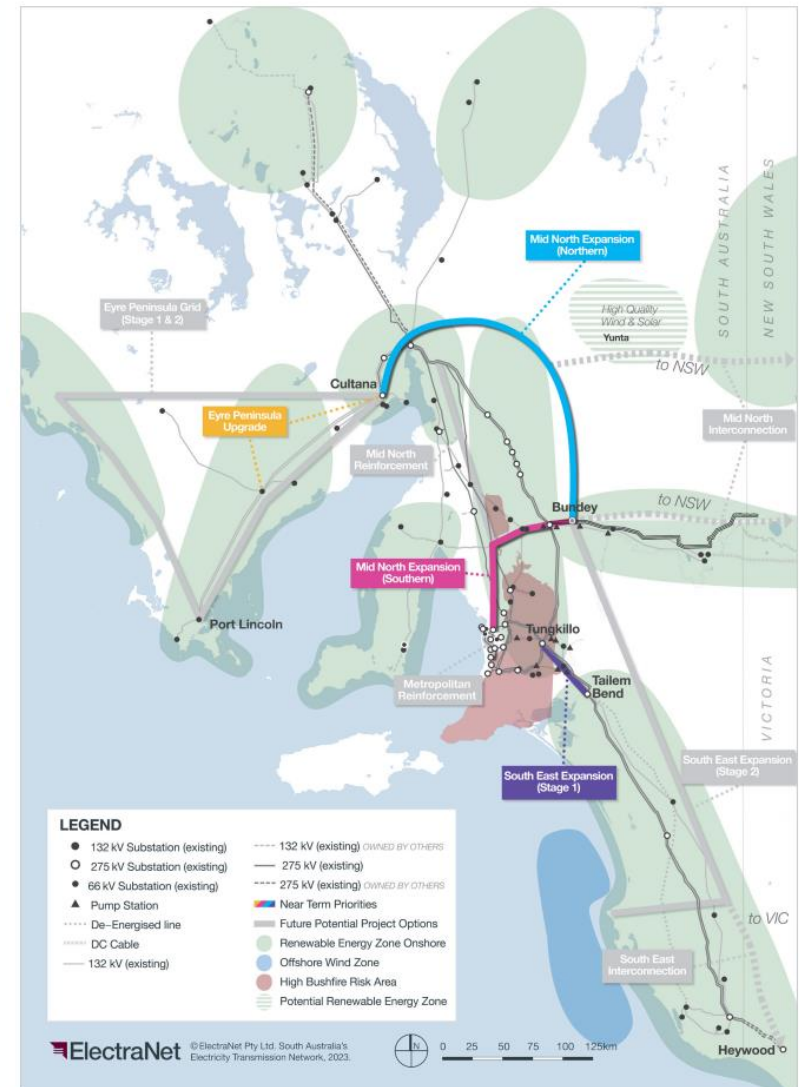 SOUTH AUSTRALIA
NEW SOUTH WALES
Mid North Expansion
(Northern)
High Quality
Wind & Solar
Yunta
Eyre Peninsula Grid
(Stage 1 & 2)
to NSW
Cultana
Eyre Peninsula
Upgrade
Mid North
Interconnection
Mid North
Reinforcement
to NSW
Bundey
Mid North Expansion
(Southern)
Port Lincoln
Tungkillo
Metropolitan
Reinforcement
Tailem
Bend
VICTORIA
South East Expansion
(Stage 1)
South East Expansion
(Stage 2)
to VIC
South East
Interconnection
Heywood
LEGEND
132 kV Substation (existing)
275 kV Substation (existing)
66 kV Substation (existing)
Pump Station
De-Energised line
DC Cable
132 kV (existing)
132 kV (existing) OWNED BY OTHERS
275 kV (existing)
275 kV (existing) OWNED BY OTHERS
Near Term Priorities
Future Potential Project Options
Renewable Energy Zone Onshore
Offshore Wind Zone
High Bushfire Risk Area
Potential Renewable Energy Zone
ElectraNet
© ElectraNet Pty Ltd. South Australia's
Electricity Transmission Network, 2023.
N
0 25 50 75 100 125km